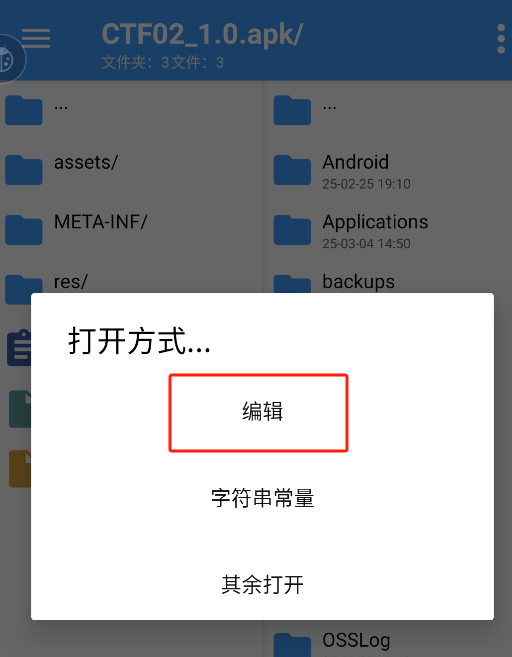 CTF02_1.0.apk/
文件夹：3文件：3
...
assets/
META-INF/
res/
...
Android
25-02-25 19:10
Applications
25-03-04 14:50
backups
打开方式...
编辑
字符串常量
其余打开
OSSLog